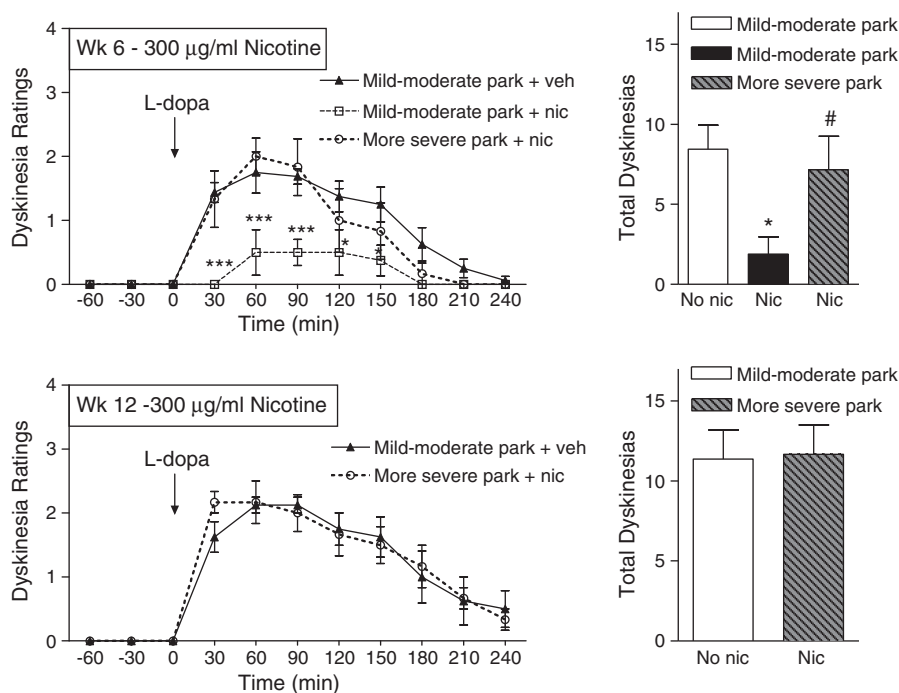 Wk 6 - 300 µg/ml Nicotine
Dyskinesia Ratings
4
3
2
1
0
L-dopa
Mild-moderate park + veh
Mild-moderate park + nic
More severe park + nic
***
***
***
*
*
-60 -30 0 30 60 90 120 150 180 210 240
Time (min)
Mild-moderate park
Mild-moderate park
More severe park
Total Dyskinesias
15
10
5
0
*
#
No nic Nic Nic
Wk 12 -300 µg/ml Nicotine
Dyskinesia Ratings
4
3
2
1
0
L-dopa
Mild-moderate park + veh
More severe park + nic
-60 -30 0 30 60 90 120 150 180 210 240
Time (min)
Mild-moderate park
More severe park
Total Dyskinesias
15
10
5
0
No nic Nic